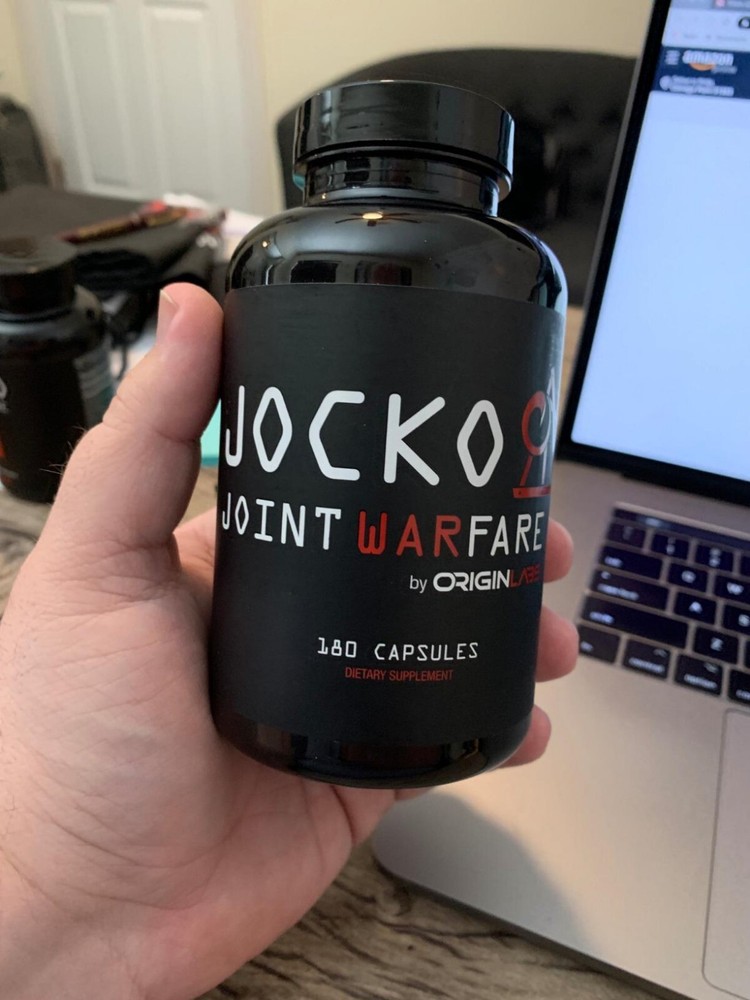 JOCKO
JOINT WARFARE
by ORIGINLABS
180 CAPSULES
DIETARY SUPPLEMENT
amazon
A
Z